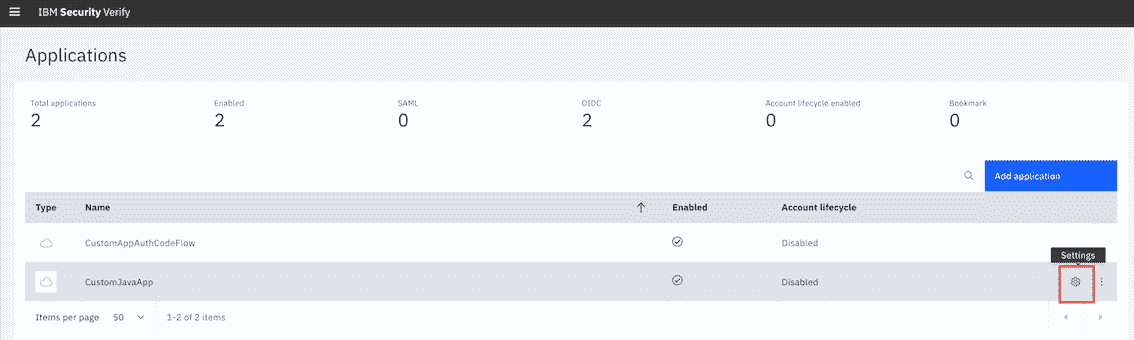 IBM Security Verify
Applications
Total applications Enabled SAML OIDC Account lifecycle enabled Bookmark
2 2 0 2 0 0
Add application
Type Name Enabled Account lifecycle
CustomAppAuthCodeFlow Disabled
Settings
CustomJavaApp Disabled
Items per page 50 1-2 of 2 items